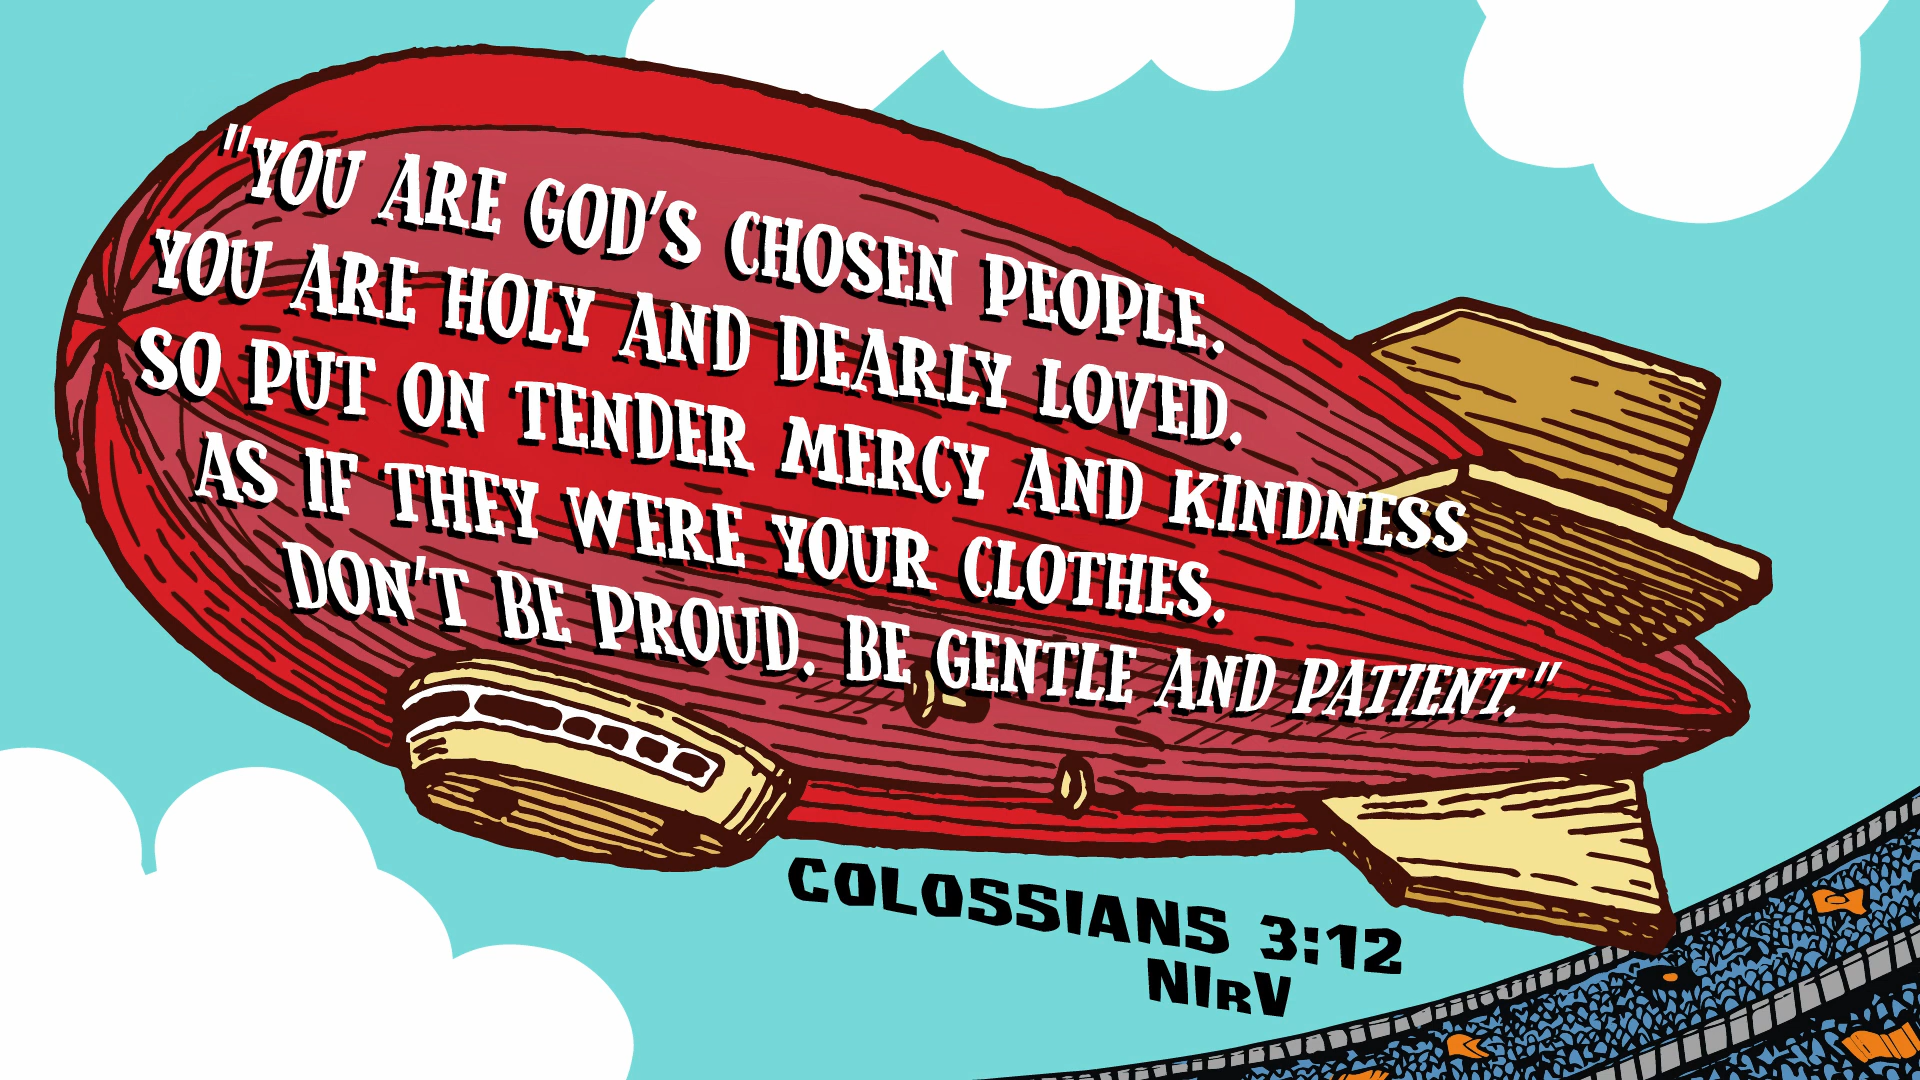 "YOU ARE GOD'S CHOSEN PEOPLE.
YOU ARE HOLY AND DEARLY LOVED.
SO PUT ON TENDER MERCY AND KINDNESS
AS IF THEY WERE YOUR CLOTHES.
DON'T BE PROUD. BE GENTLE AND PATIENT."
COLOSSIANS 3:12
NIRV